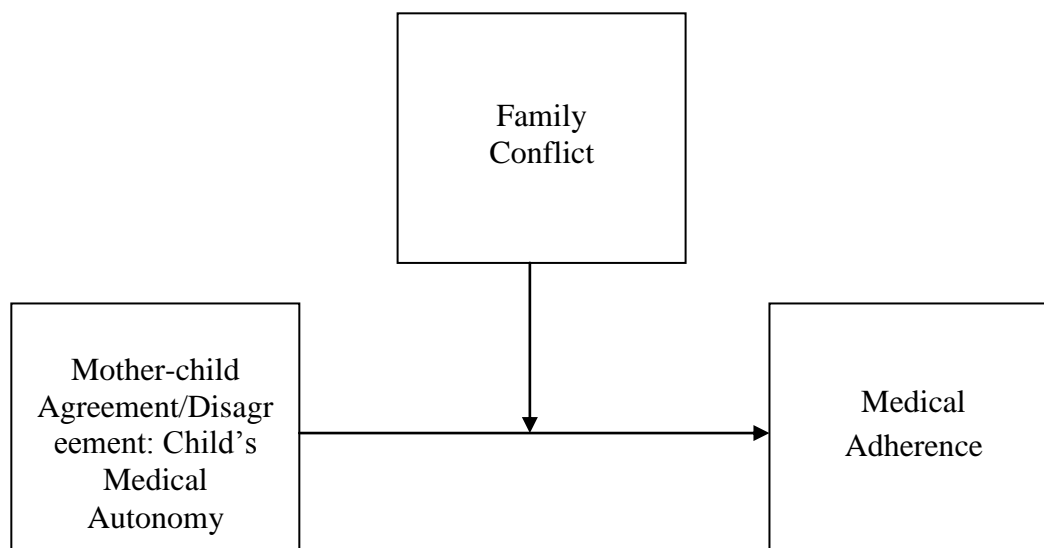 Family
Conflict
Mother-child
Agreement/Disagr
eement: Child’s
Medical
Autonomy
Medical
Adherence